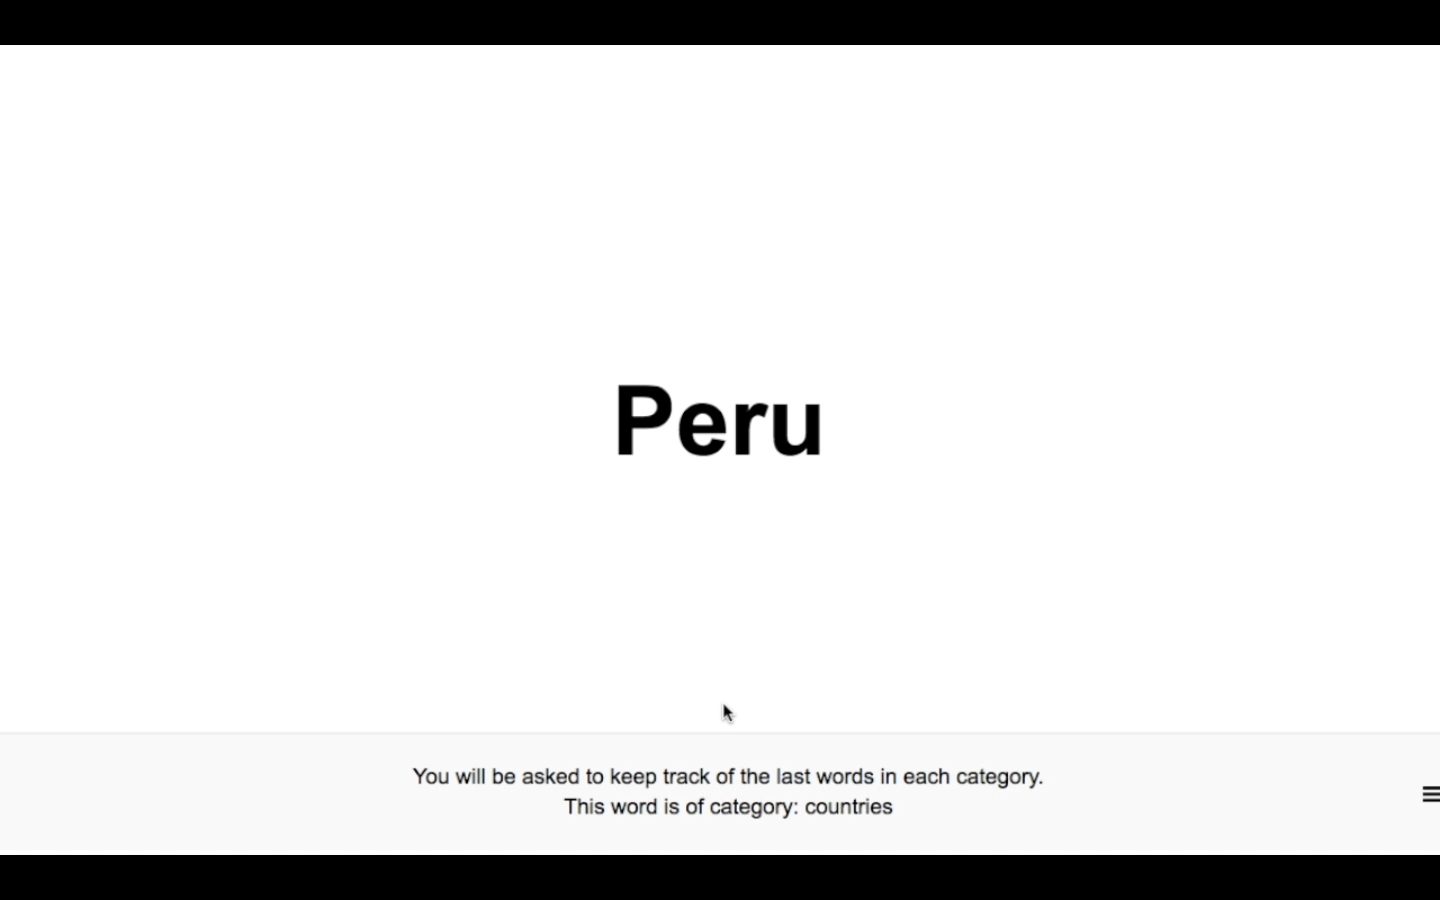 Peru
You will be asked to keep track of the last words in each category.
This word is of category: countries